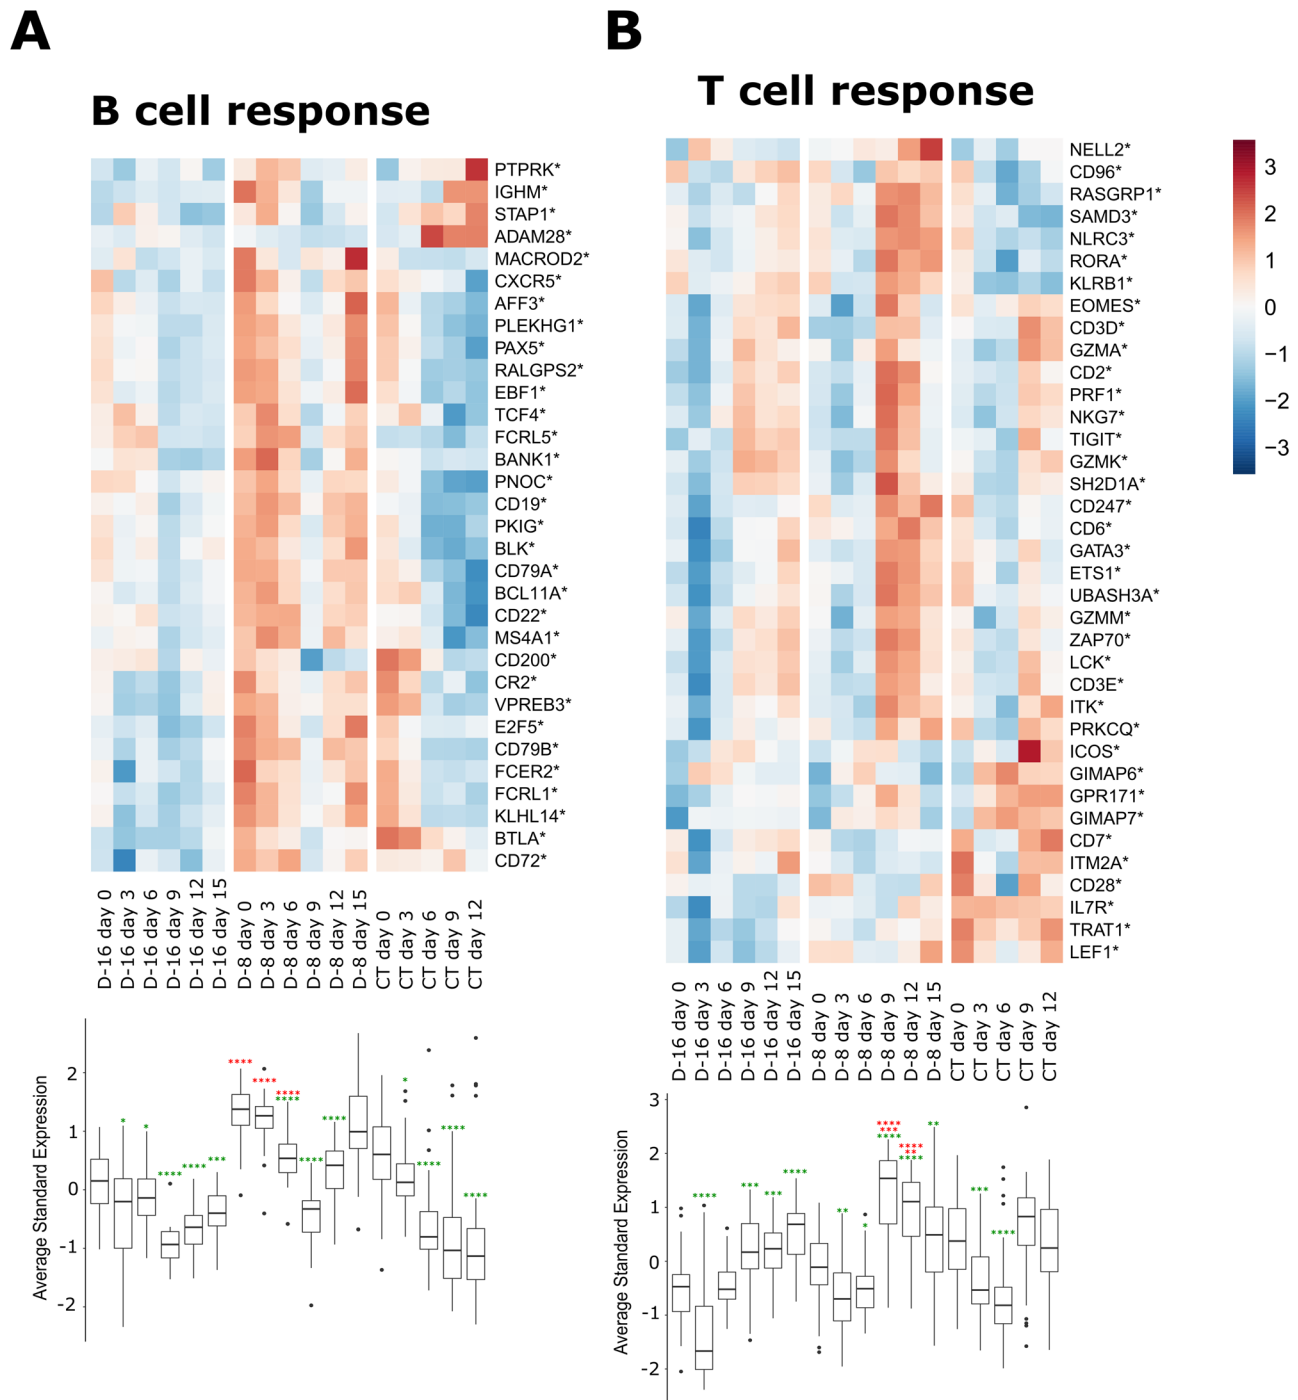 A
B cell response
PTPRK*
IGHM*
STAP1*
ADAM28*
MACROD2*
CXCR5*
AFF3*
PLEKHG1*
PAX5*
RALGPS2*
EBF1*
TCF4*
FCRL5*
BANK1*
PNOC*
CD19*
PKIG*
BLK*
CD79A*
BCL11A*
CD22*
MS4A1*
CD200*
CR2*
VPREB3*
E2F5*
CD79B*
FCER2*
FCRL1*
KLHL14*
BTLA*
CD72*
D-16 day 0
D-16 day 3
D-16 day 6
D-16 day 9
D-16 day 12
D-16 day 15
D-8 day 0
D-8 day 3
D-8 day 6
D-8 day 9
D-8 day 12
D-8 day 15
CT day 0
CT day 3
CT day 6
CT day 9
CT day 12
Average Standard Expression
2
1
0
-1
-2
*
*
****
****
***
****
****
****
****
****
****
*
****
****
****
B
T cell response
NELL2*
CD96*
RASGRP1*
SAMD3*
NLRC3*
RORA*
KLRB1*
EOMES*
CD3D*
GZMA*
CD2*
PRF1*
NKG7*
TIGIT*
GZMK*
SH2D1A*
CD247*
CD6*
GATA3*
ETS1*
UBASH3A*
GZMM*
ZAP70*
LCK*
CD3E*
ITK*
PRKCQ*
ICOS*
GIMAP6*
GPR171*
GIMAP7*
CD7*
ITM2A*
CD28*
IL7R*
TRAT1*
LEF1*
D-16 day 0
D-16 day 3
D-16 day 6
D-16 day 9
D-16 day 12
D-16 day 15
D-8 day 0
D-8 day 3
D-8 day 6
D-8 day 9
D-8 day 12
D-8 day 15
CT day 0
CT day 3
CT day 6
CT day 9
CT day 12
Average Standard Expression
3
2
1
0
-1
-2
****
***
***
****
**
*
****
***
****
****
**
****
**
***
****
3
2
1
0
−1
−2
−3